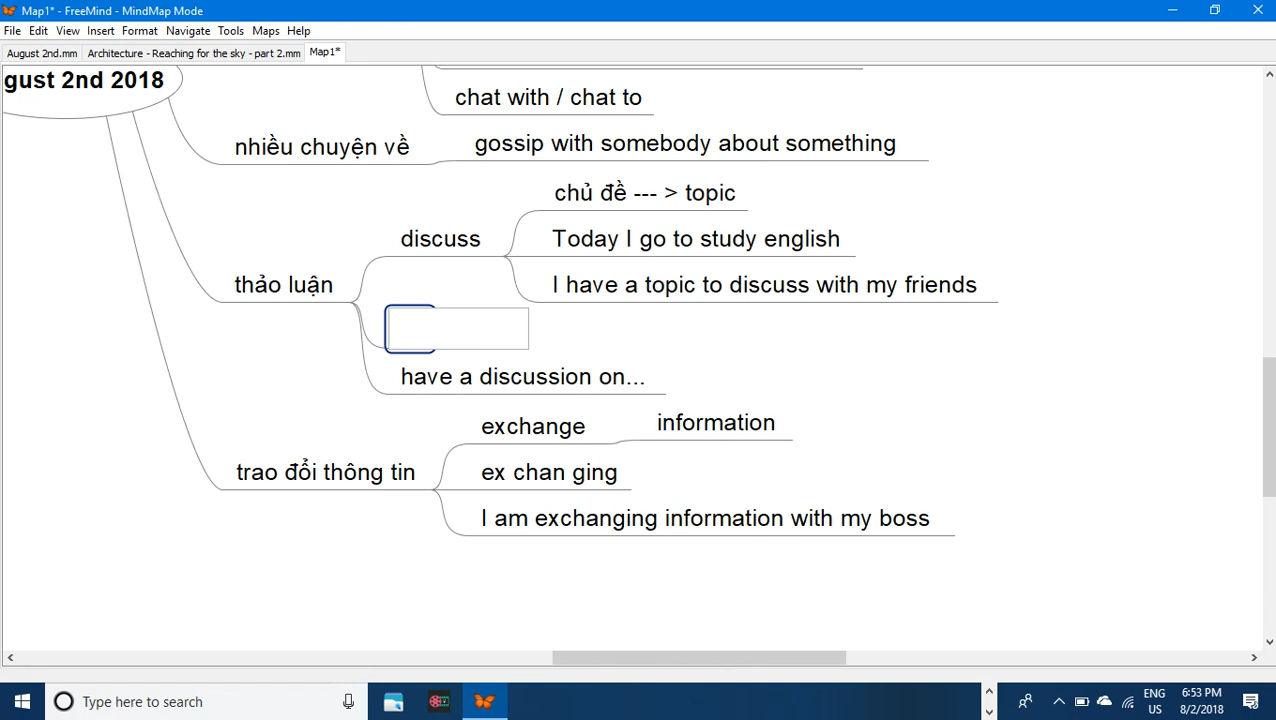 Map1* - FreeMind - MindMap Mode
File Edit View Insert Format Navigate Tools Maps Help
August 2nd.mm Architecture - Reaching for the sky - part 2.mm Map1*
gust 2nd 2018
chat with / chat to
nhiều chuyện về
gossip with somebody about something
chủ đề --- > topic
discuss
Today I go to study english
thảo luận
I have a topic to discuss with my friends
have a discussion on...
exchange
information
trao đổi thông tin
ex chan ging
I am exchanging information with my boss
Type here to search
ENG
US
6:53 PM
8/2/2018